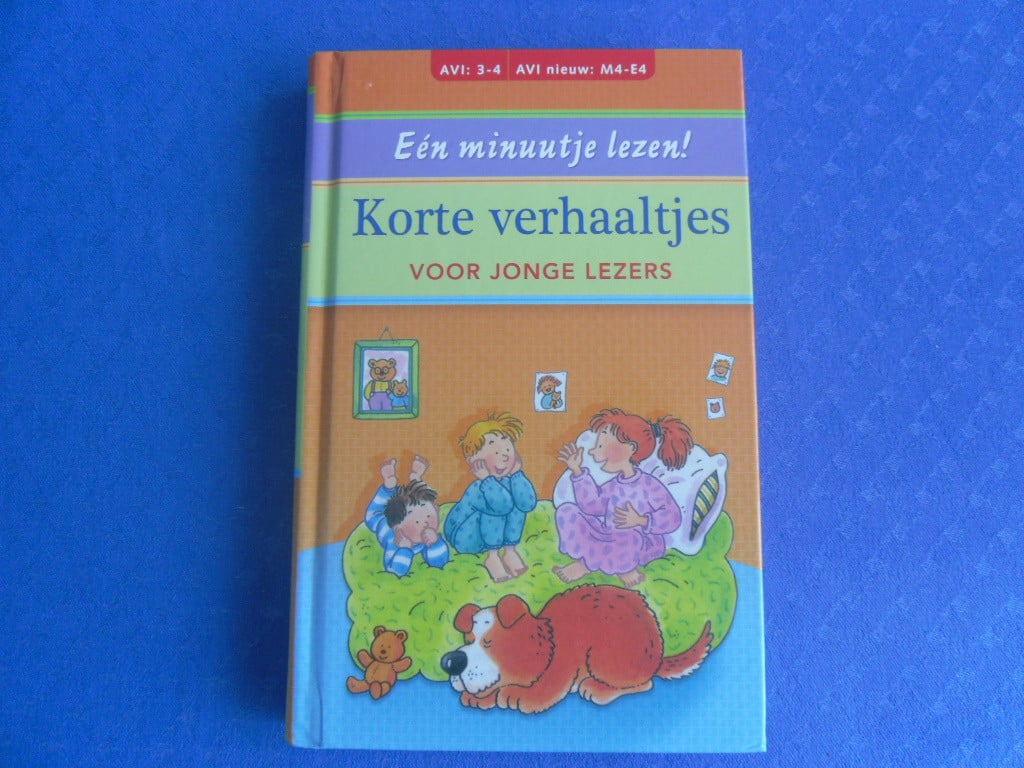 AVI: 3-4 AVI nieuw: M4-E4
Eén minuutje lezen!
Korte verhaaltjes
VOOR JONGE LEZERS